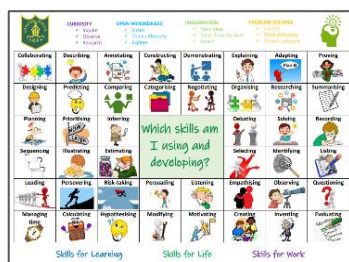 CURIOSITY
OPEN-MINDEDNESS
IMAGINATION
PROBLEM SOLVING
Collaborating
Describing
Annotating
Constructing
Demonstrating
Explaining
Adapting
Proving
Designing
Predicting
Comparing
Categorising
Negotiating
Organising
Researching
Summarising
Planning
Prioritising
Inferring
Which skills am
I using and
developing?
Debating
Solving
Recording
Sequencing
Illustrating
Estimating
Selecting
Identifying
Listing
Leading
Persevering
Risk-taking
Persuading
Listening
Empathising
Observing
Questioning
Managing
time
Calculating
Hypothesising
Modifying
Motivating
Creating
Inventing
Evaluating
Skills for Learning
Skills for Life
Skills for Work